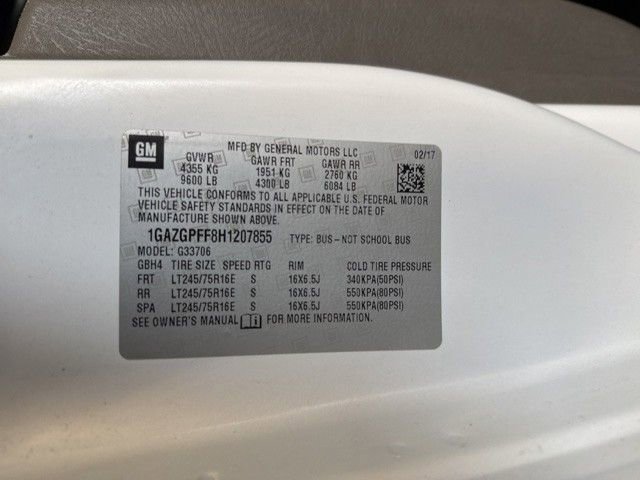 GM
MFD BY GENERAL MOTORS LLC
02/17
GVWR GAWR FRT GAWR RR
4355 KG 1951 KG 2760 KG
9600 LB 4300 LB 6084 LB
THIS VEHICLE CONFORMS TO ALL APPLICABLE U.S. FEDERAL MOTOR
VEHICLE SAFETY STANDARDS IN EFFECT ON THE DATE OF
MANUFACTURE SHOWN ABOVE.
1GAZGPFF8H1207855 TYPE: BUS-NOT SCHOOL BUS
MODEL: G33706
GBH4 TIRE SIZE SPEED RTG RIM COLD TIRE PRESSURE
FRT LT245/75R16E S 16X6.5J 340KPA(50PSI)
RR LT245/75R16E S 16X6.5J 550KPA(80PSI)
SPA LT245/75R16E S 16X6.5J 550KPA(80PSI)
SEE OWNER'S MANUAL FOR MORE INFORMATION.